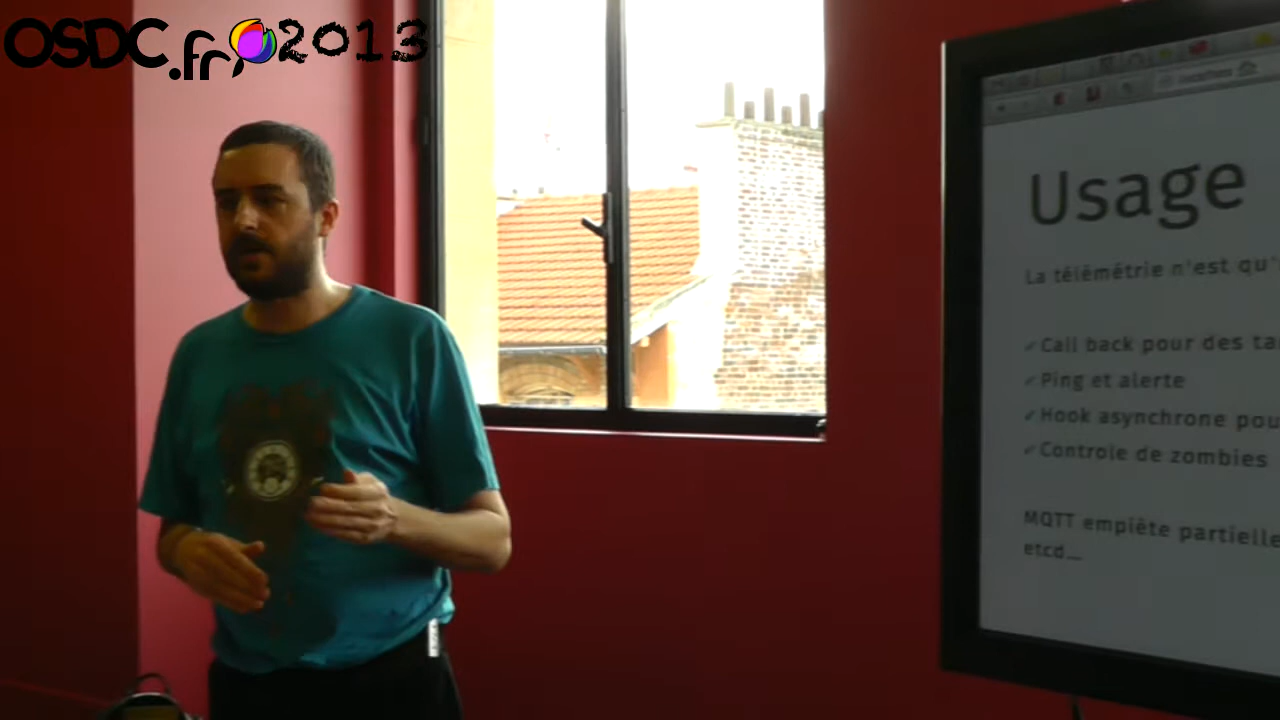 OSDC.fr 2013
Usage
La télémétrie n'est qu'
✓ Call back pour des ta
✓ Ping et alerte
✓ Hook asynchrone pou
✓ Controle de zombies
MQTT empiète partielle
etcd...